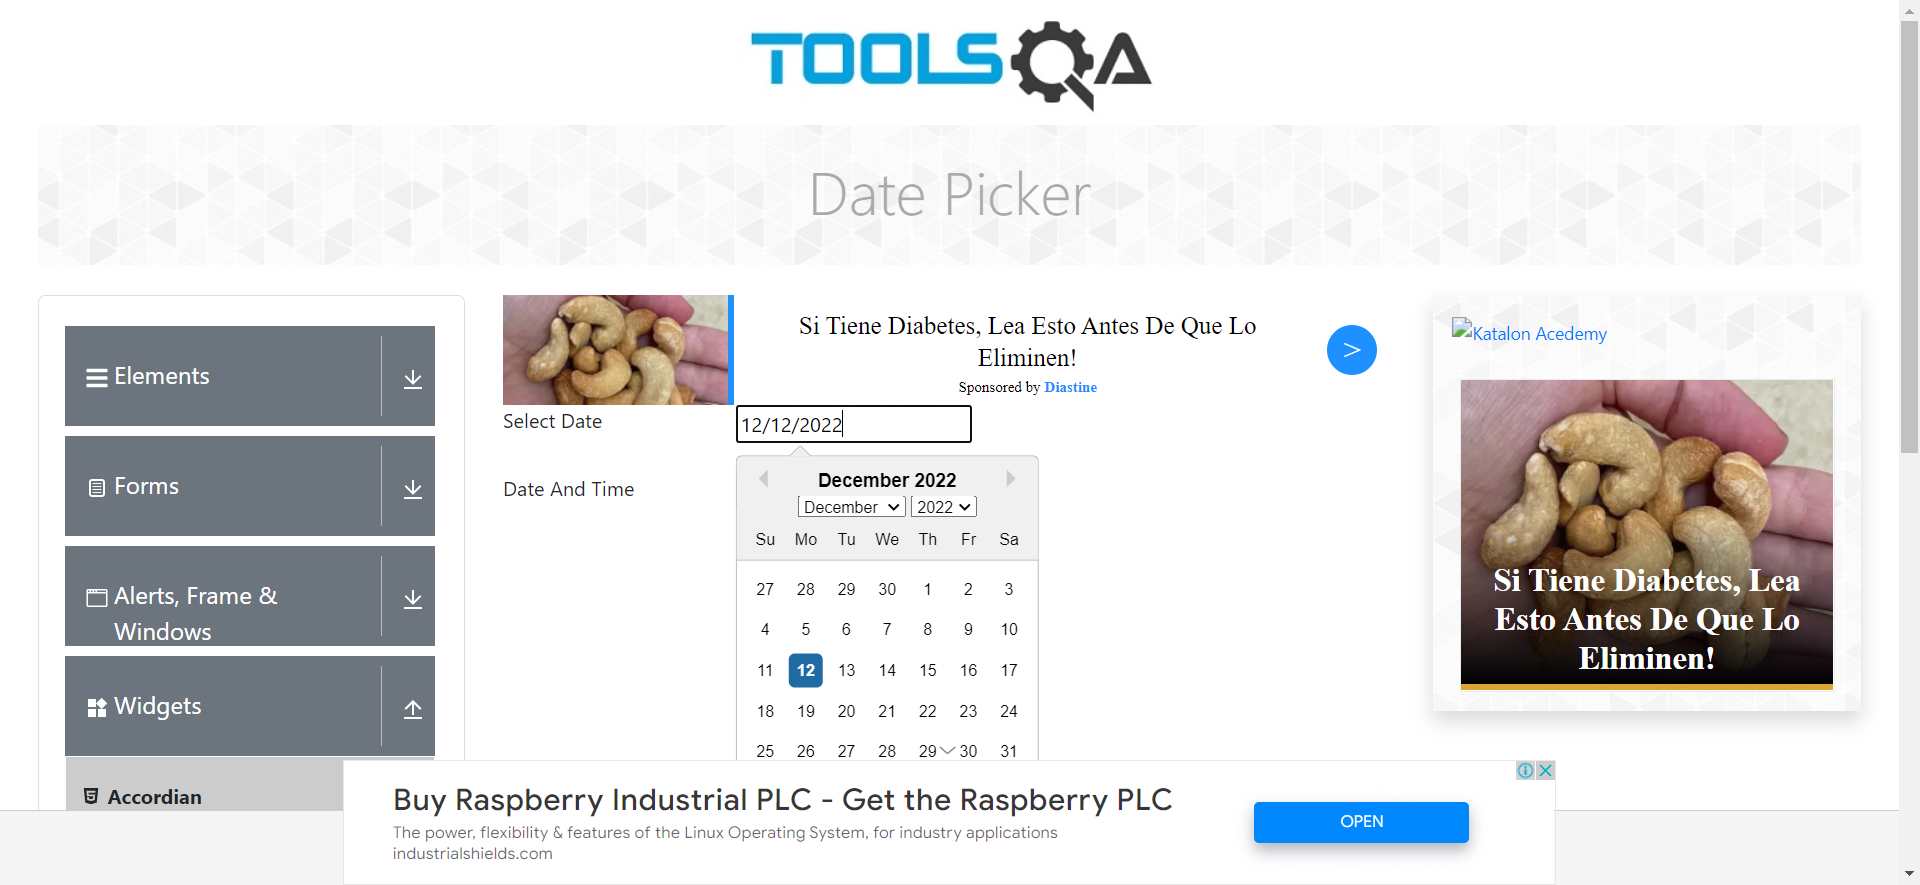 TOOLSQA
Date Picker
Elements
Forms
Alerts, Frame &
Windows
Widgets
Accordian
Si Tiene Diabetes, Lea Esto Antes De Que Lo
Eliminen!
Sponsored by Diastine
>
Select Date
12/12/2022
Date And Time
December 2022
December 2022
Su Mo Tu We Th Fr Sa
27 28 29 30 1 2 3
4 5 6 7 8 9 10
11 12 13 14 15 16 17
18 19 20 21 22 23 24
25 26 27 28 29 30 31
Katalon Acedemy
Si Tiene Diabetes, Lea
Esto Antes De Que Lo
Eliminen!
Buy Raspberry Industrial PLC - Get the Raspberry PLC
The power, flexibility & features of the Linux Operating System, for industry applications
industrialshields.com
OPEN